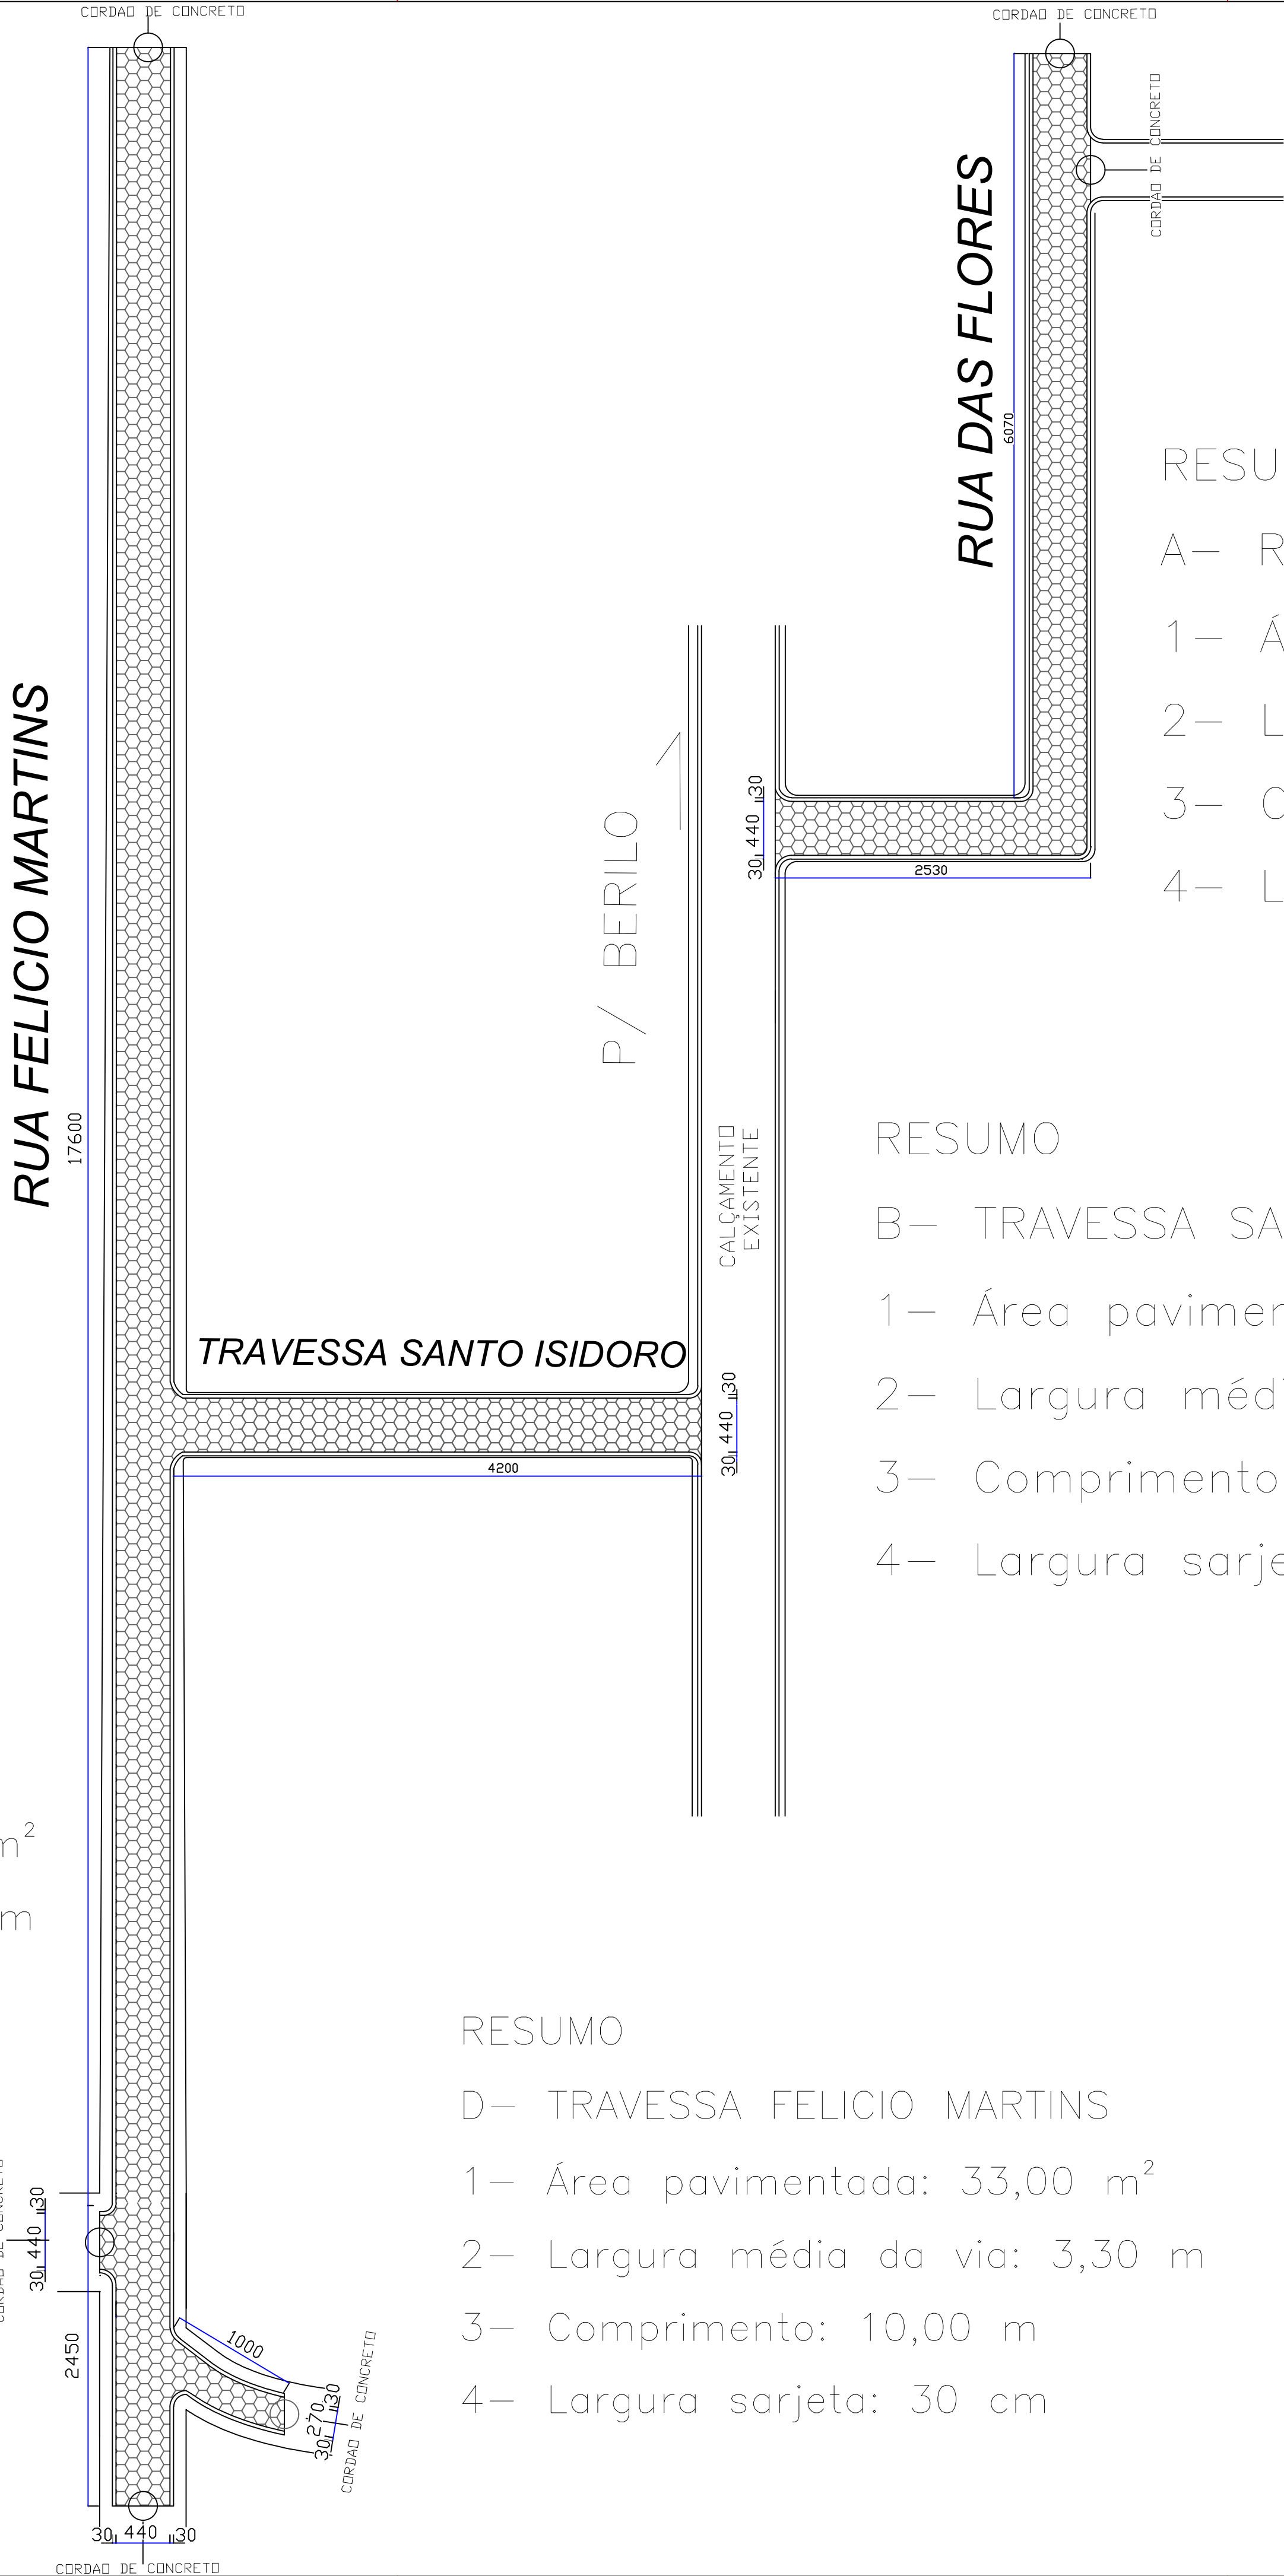 CORDAO DE CONCRETO
CORDAO DE CONCRETO
CORDAO DE CONCRETO
RUA DAS FLORES
6070
RESU
A- R
1- Á
2- L
3- C
4- L
RUA FELICIO MARTINS
17600
P/ BERILO
30 440 30
2530
CALÇAMENTO
EXISTENTE
RESUMO
B- TRAVESSA SA
1- Área pavimen
2- Largura médi
3- Comprimento
4- Largura sarje
TRAVESSA SANTO ISIDORO
30 440 30
4200
m²
m
RESUMO
D- TRAVESSA FELICIO MARTINS
1- Área pavimentada: 33,00 m²
2- Largura média da via: 3,30 m
3- Comprimento: 10,00 m
4- Largura sarjeta: 30 cm
CORDAO DE CONCRETO
30 440 30
2450
1000
30 270 30
CORDAO DE CONCRETO
30 440 30
CORDAO DE CONCRETO